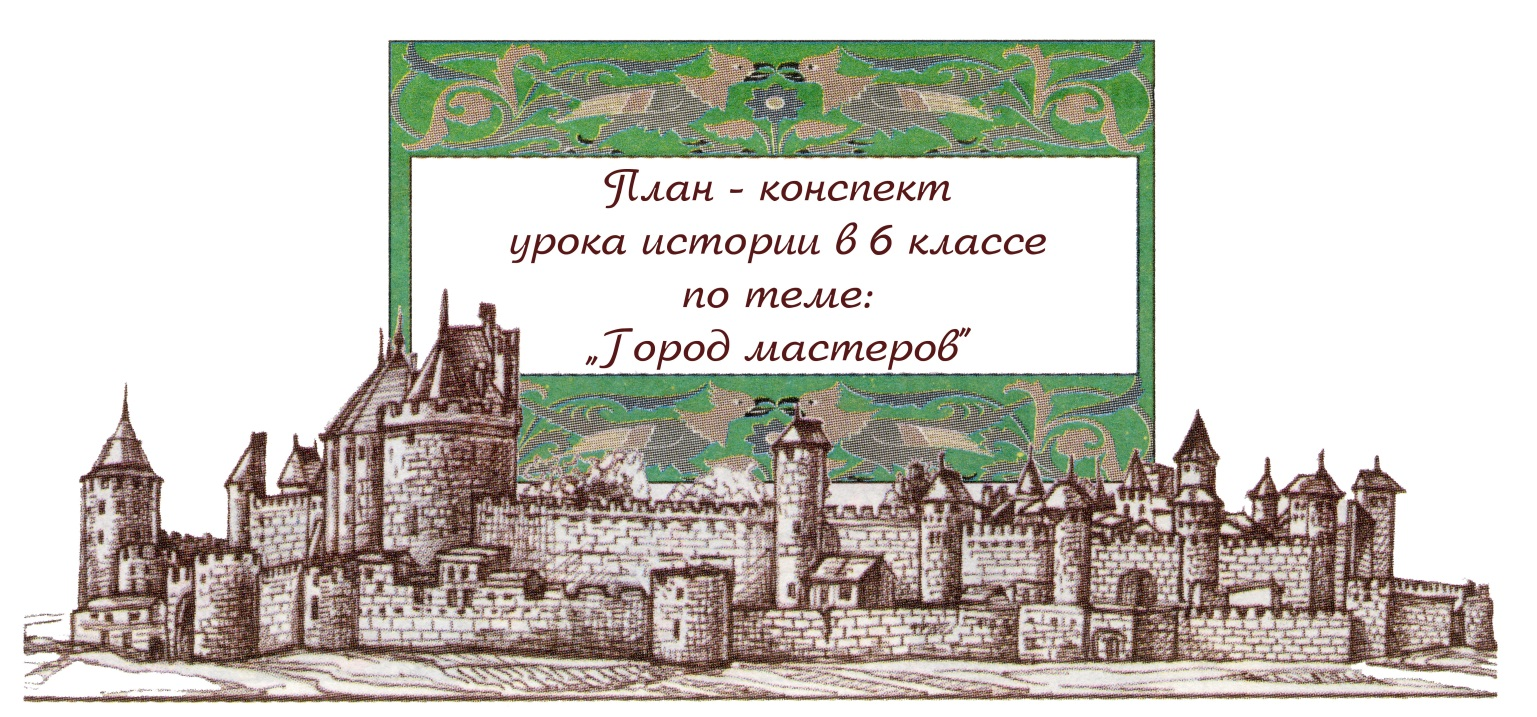 План - конспект
урока истории в 6 классе
по теме:
„Город мастеров”